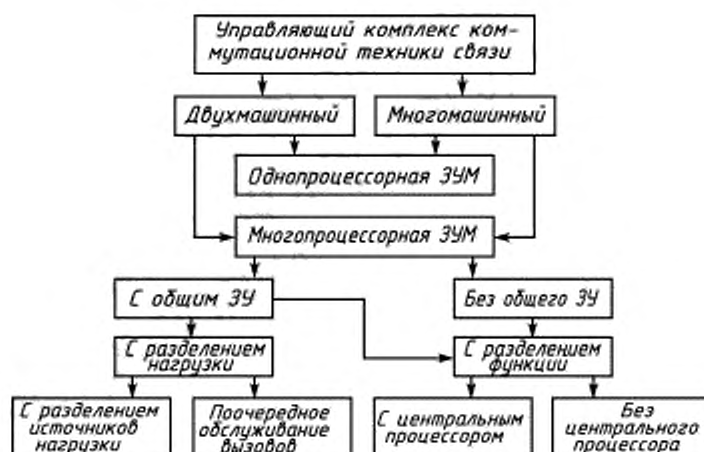 Управляющий комплекс ком-
мутационной техники связи
Двухмашинный
Многомашинный
Однопроцессорная ЗУМ
Многопроцессорная ЗУМ
С общим ЗУ
Без общего ЗУ
С разделением
нагрузки
С разделением
функции
С разделением
источников
нагрузки
Поочередное
обслуживание
вызовов
С центральным
процессором
Без
центрального
процессора